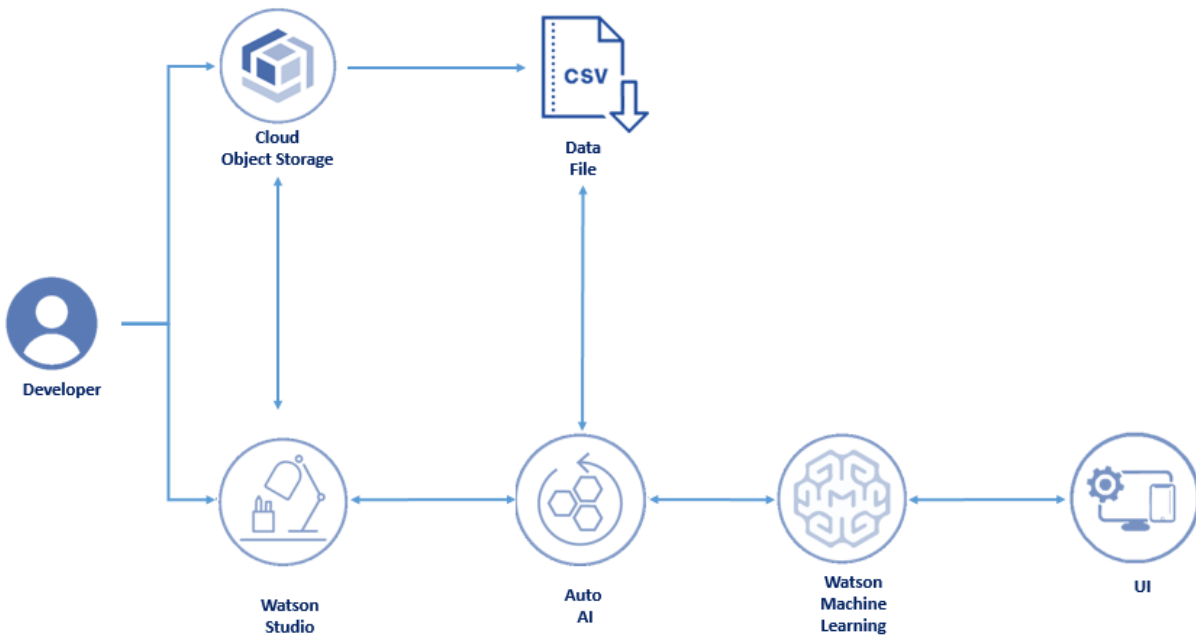 CSV
Cloud
Object Storage
Data
File
Developer
Watson
Studio
Auto
AI
Watson
Machine
Learning
UI